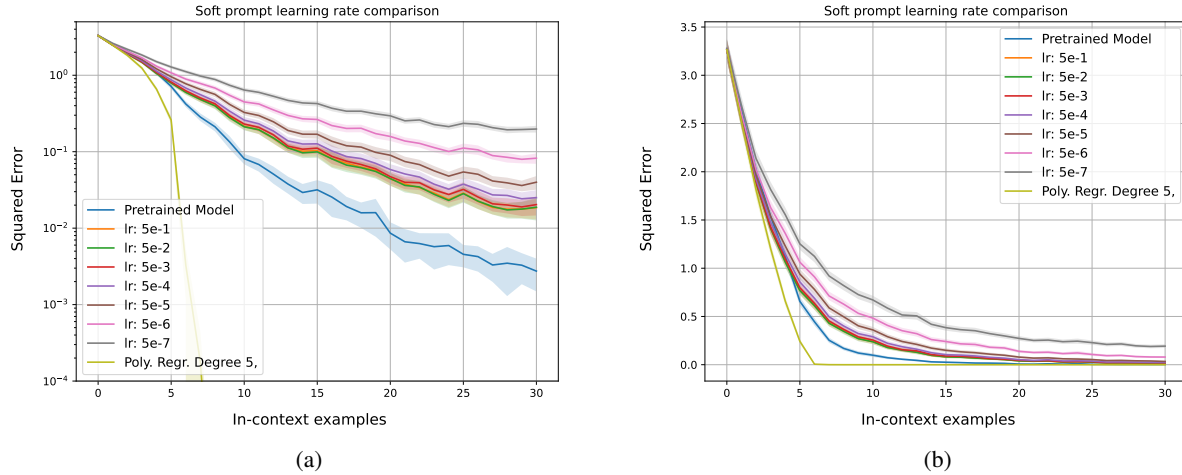 Soft prompt learning rate comparison
10^0
10^{-1}
10^{-2}
10^{-3}
10^{-4}
Squared Error
Pretrained Model
lr: 5e-1
lr: 5e-2
lr: 5e-3
lr: 5e-4
lr: 5e-5
lr: 5e-6
lr: 5e-7
Poly. Regr. Degree 5,
0 5 10 15 20 25 30
In-context examples
(a)
Soft prompt learning rate comparison
3.5
3.0
2.5
2.0
1.5
1.0
0.5
0.0
Squared Error
Pretrained Model
lr: 5e-1
lr: 5e-2
lr: 5e-3
lr: 5e-4
lr: 5e-5
lr: 5e-6
lr: 5e-7
Poly. Regr. Degree 5,
0 5 10 15 20 25 30
In-context examples
(b)